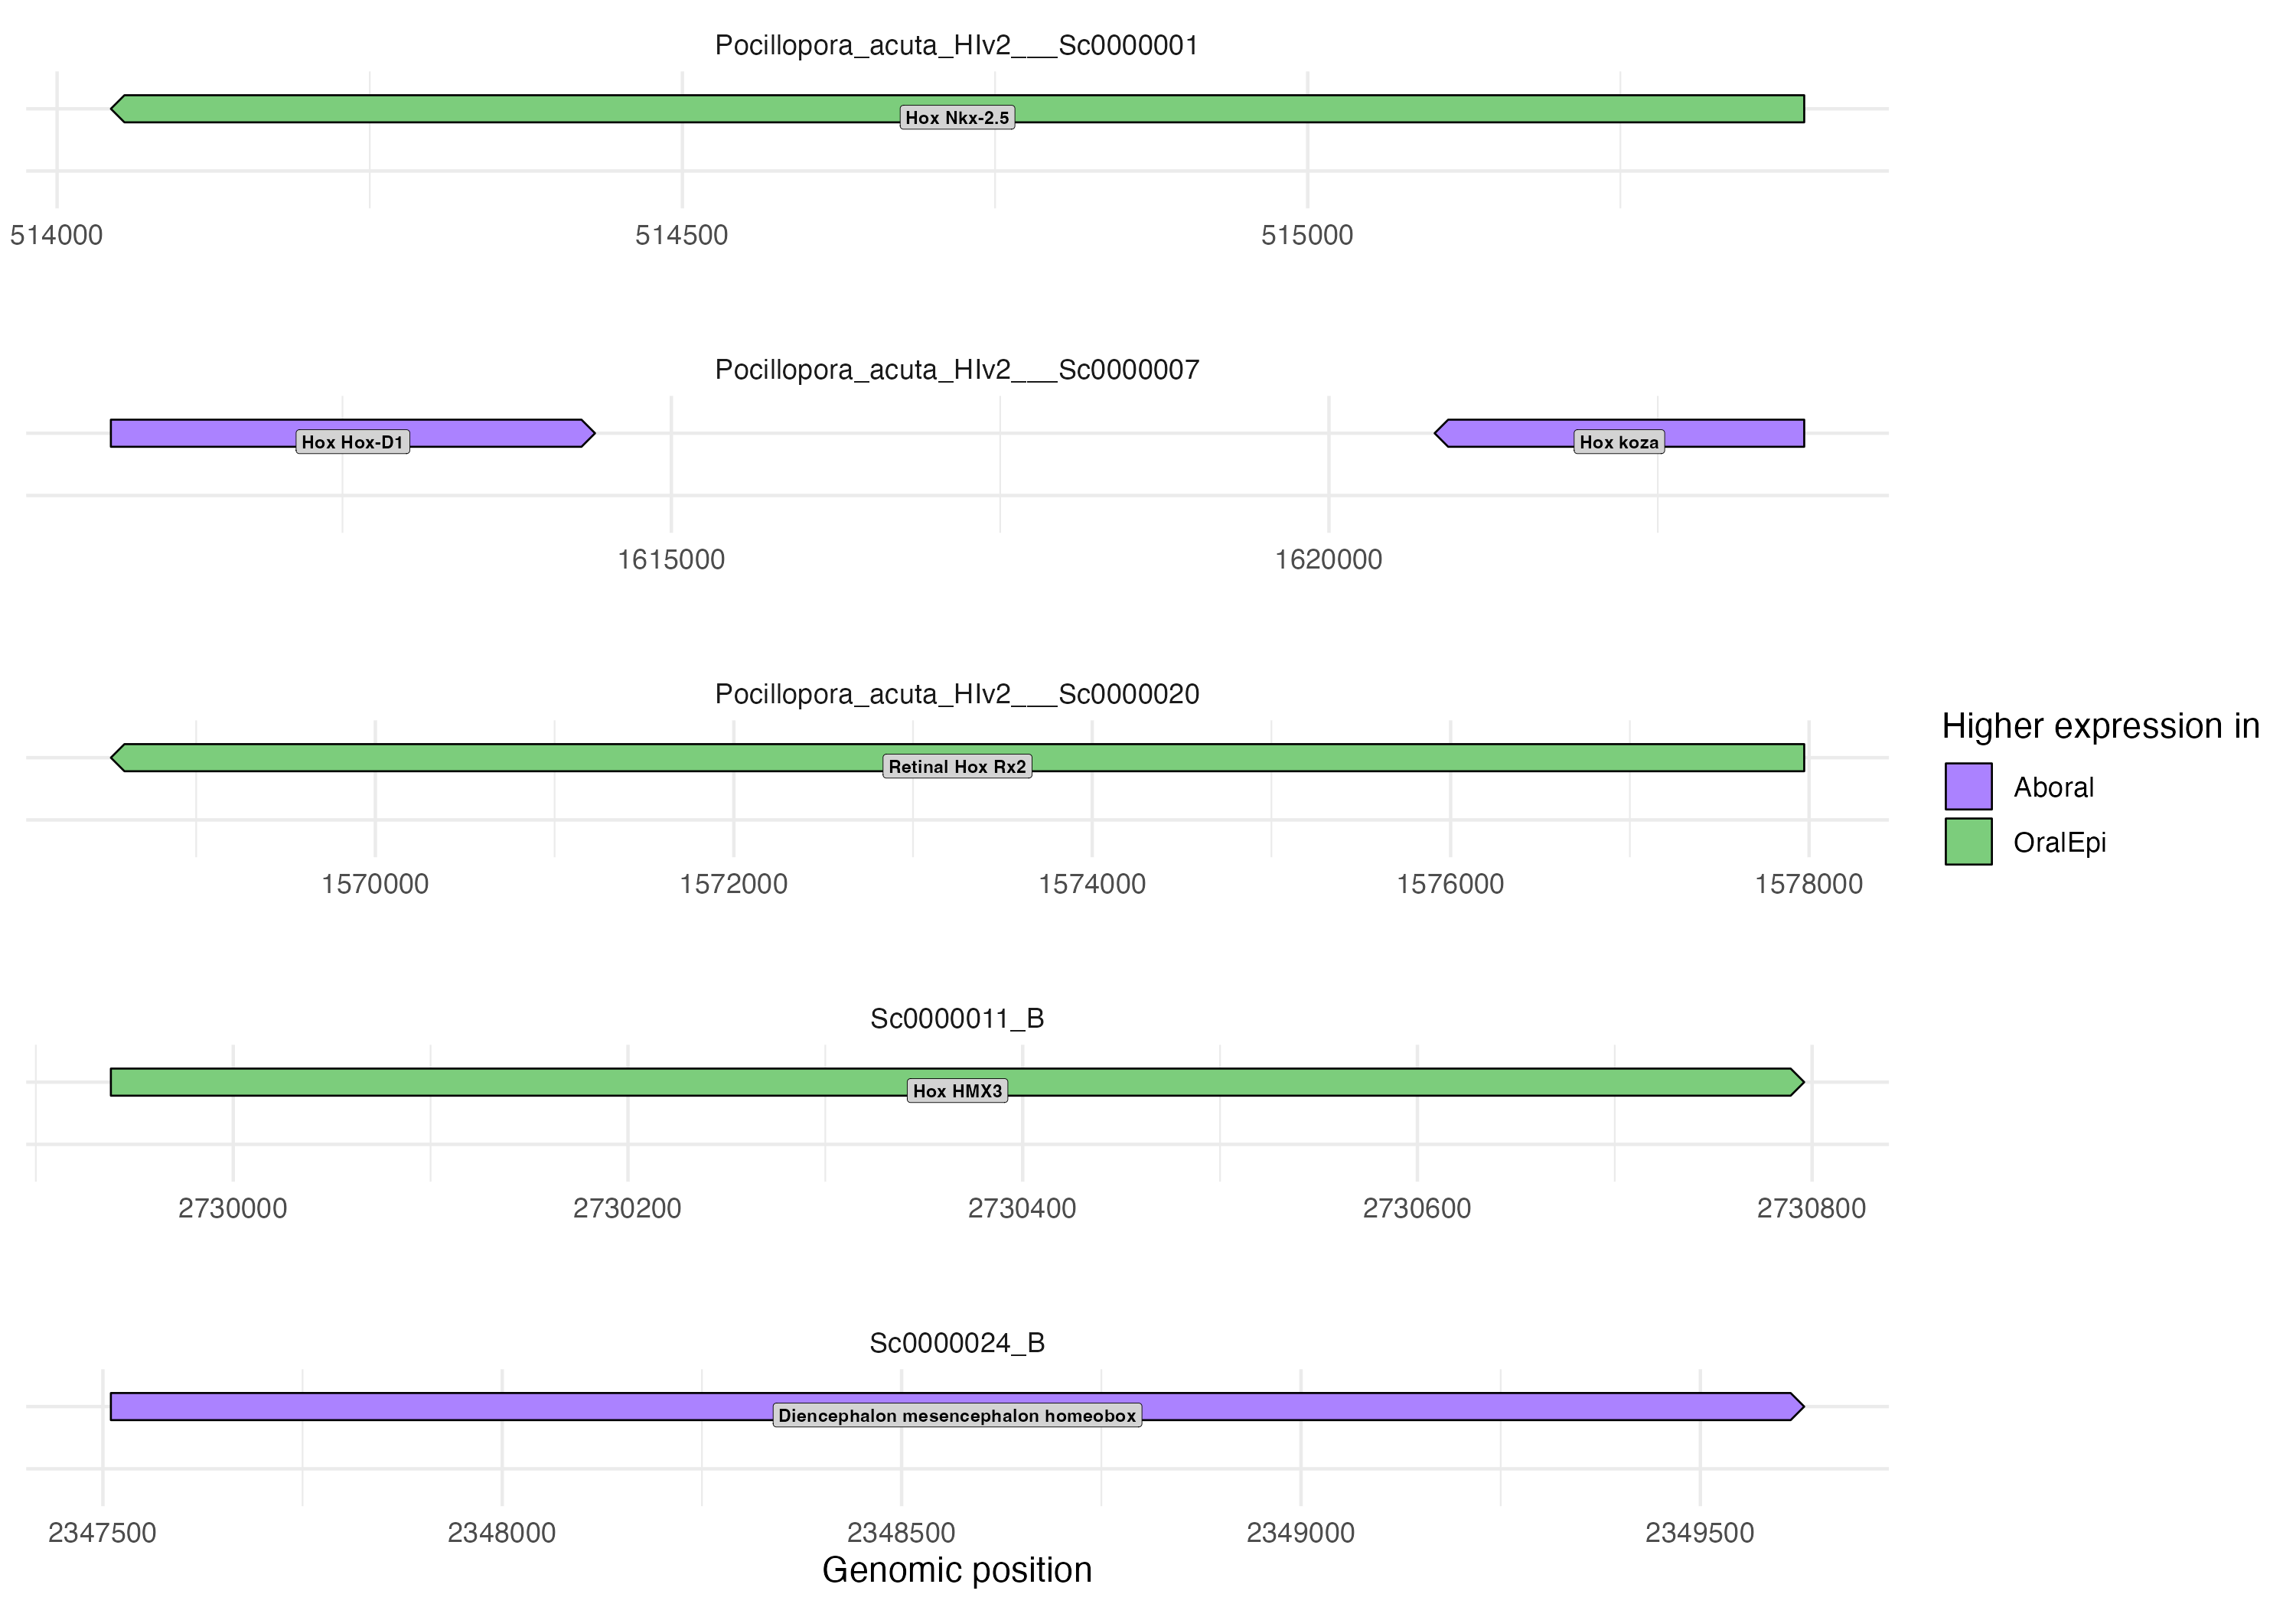 Pocillopora_acuta_HIv2___Sc0000001
Hox Nkx-2.5
514000 514500 515000
Pocillopora_acuta_HIv2___Sc0000007
Hox Hox-D1 Hox koza
1615000 1620000
Pocillopora_acuta_HIv2___Sc0000020
Retinal Hox Rx2
1570000 1572000 1574000 1576000 1578000
Higher expression in
Aboral
OralEpi
Sc0000011_B
Hox HMX3
2730000 2730200 2730400 2730600 2730800
Sc0000024_B
Diencephalon mesencephalon homeobox
2347500 2348000 2348500 2349000 2349500
Genomic position